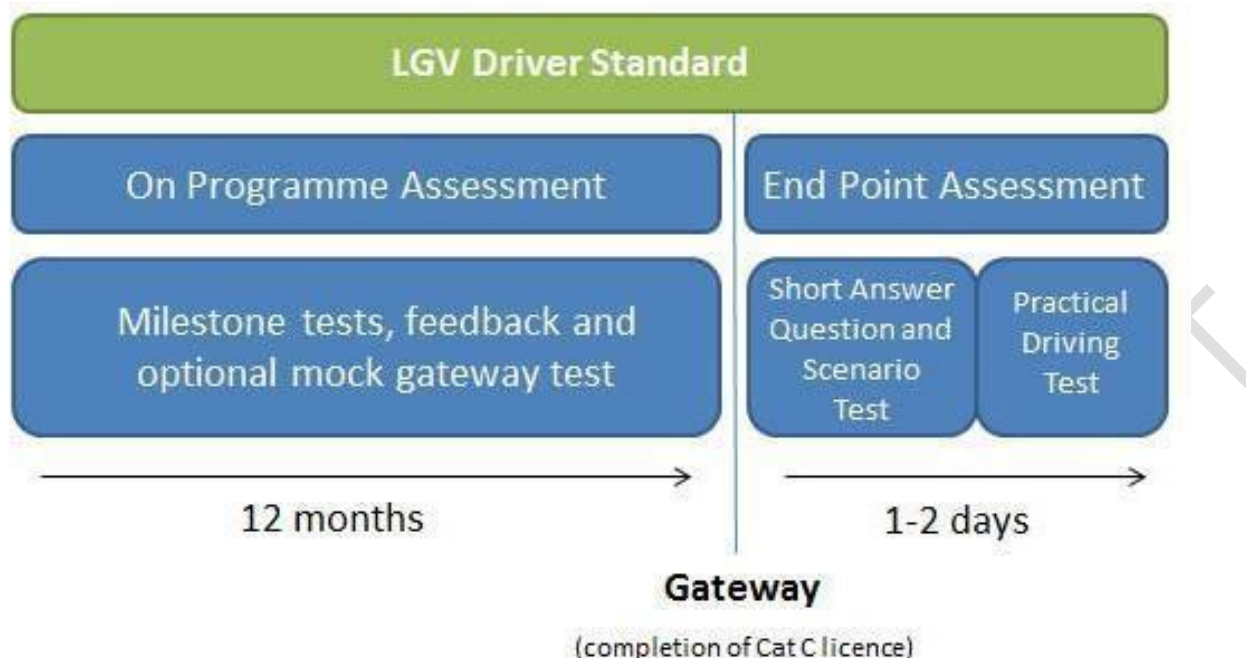 LGV Driver Standard
On Programme Assessment
End Point Assessment
Milestone tests, feedback and
optional mock gateway test
Short Answer
Question and
Scenario
Test
Practical
Driving
Test
12 months
1-2 days
Gateway
(completion of Cat C licence)